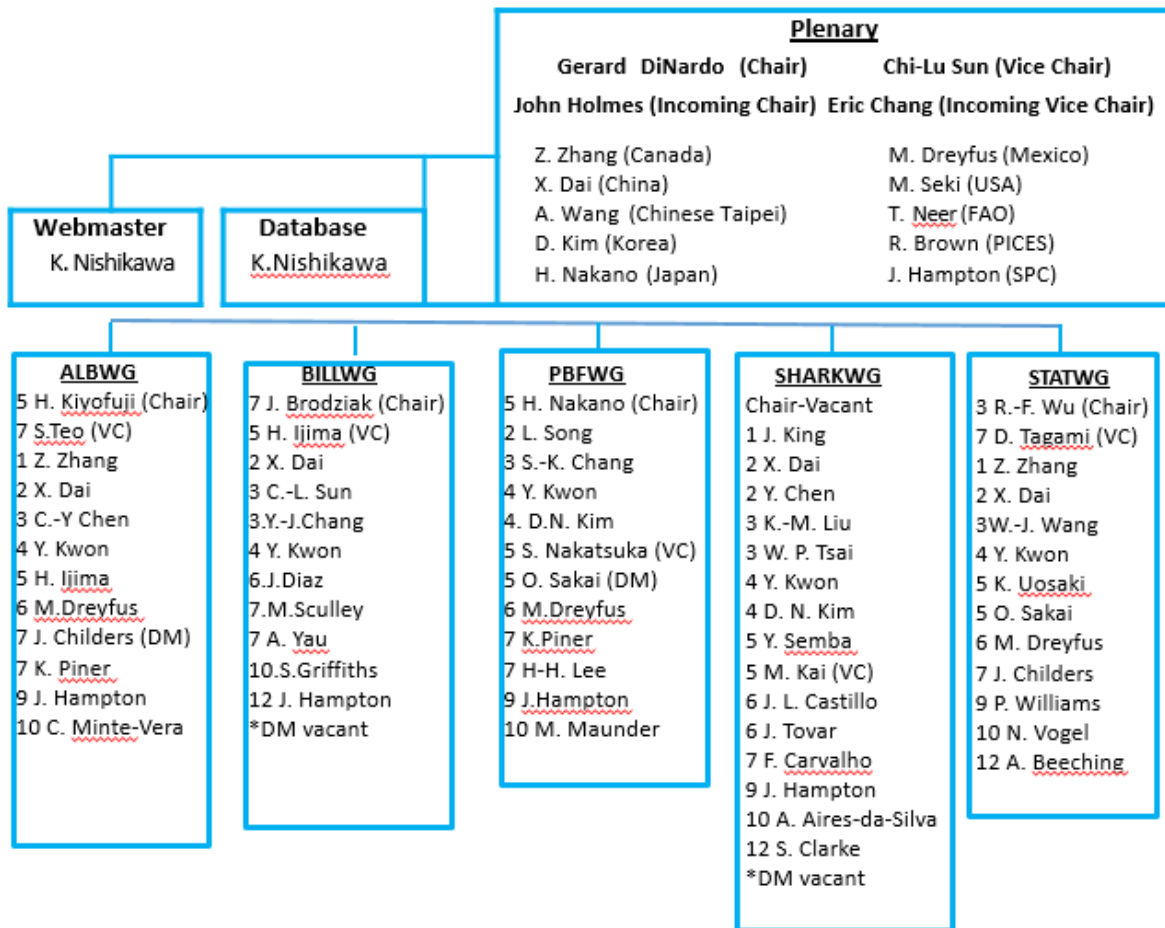 Plenary
Gerard DiNardo (Chair) Chi-Lu Sun (Vice Chair)
John Holmes (Incoming Chair) Eric Chang (Incoming Vice Chair)
Z. Zhang (Canada) M. Dreyfus (Mexico)
X. Dai (China) M. Seki (USA)
A. Wang (Chinese Taipei) T. Neer (FAO)
D. Kim (Korea) R. Brown (PICES)
H. Nakano (Japan) J. Hampton (SPC)
Webmaster
K. Nishikawa
Database
K.Nishikawa
ALBWG
5 H. Kiyofuji (Chair)
7 S.Teo (VC)
1 Z. Zhang
2 X. Dai
3 C.-Y Chen
4 Y. Kwon
5 H. Ijima
6 M.Dreyfus
7 J. Childers (DM)
7 K. Piner
9 J. Hampton
10 C. Minte-Vera
BILLWG
7 J. Brodziak (Chair)
5 H. Ijima (VC)
2 X. Dai
3 C.-L. Sun
3.Y.-J.Chang
4 Y. Kwon
6.J.Diaz
7.M.Sculley
7 A. Yau
10.S.Griffiths
12 J. Hampton
*DM vacant
PBFWG
5 H. Nakano (Chair)
2 L. Song
3 S.-K. Chang
4 Y. Kwon
4. D.N. Kim
5 S. Nakatsuka (VC)
5 O. Sakai (DM)
6 M.Dreyfus
7 K.Piner
7 H-H. Lee
9 J.Hampton
10 M. Maunder
SHARKWG
Chair-Vacant
1 J. King
2 X. Dai
2 Y. Chen
3 K.-M. Liu
3 W. P. Tsai
4 Y. Kwon
4 D. N. Kim
5 Y. Semba
5 M. Kai (VC)
6 J. L. Castillo
6 J. Tovar
7 F. Carvalho
9 J. Hampton
10 A. Aires-da-Silva
12 S. Clarke
*DM vacant
STATWG
3 R.-F. Wu (Chair)
7 D. Tagami (VC)
1 Z. Zhang
2 X. Dai
3W.-J. Wang
4 Y. Kwon
5 K. Uosaki
5 O. Sakai
6 M. Dreyfus
7 J. Childers
9 P. Williams
10 N. Vogel
12 A. Beeching